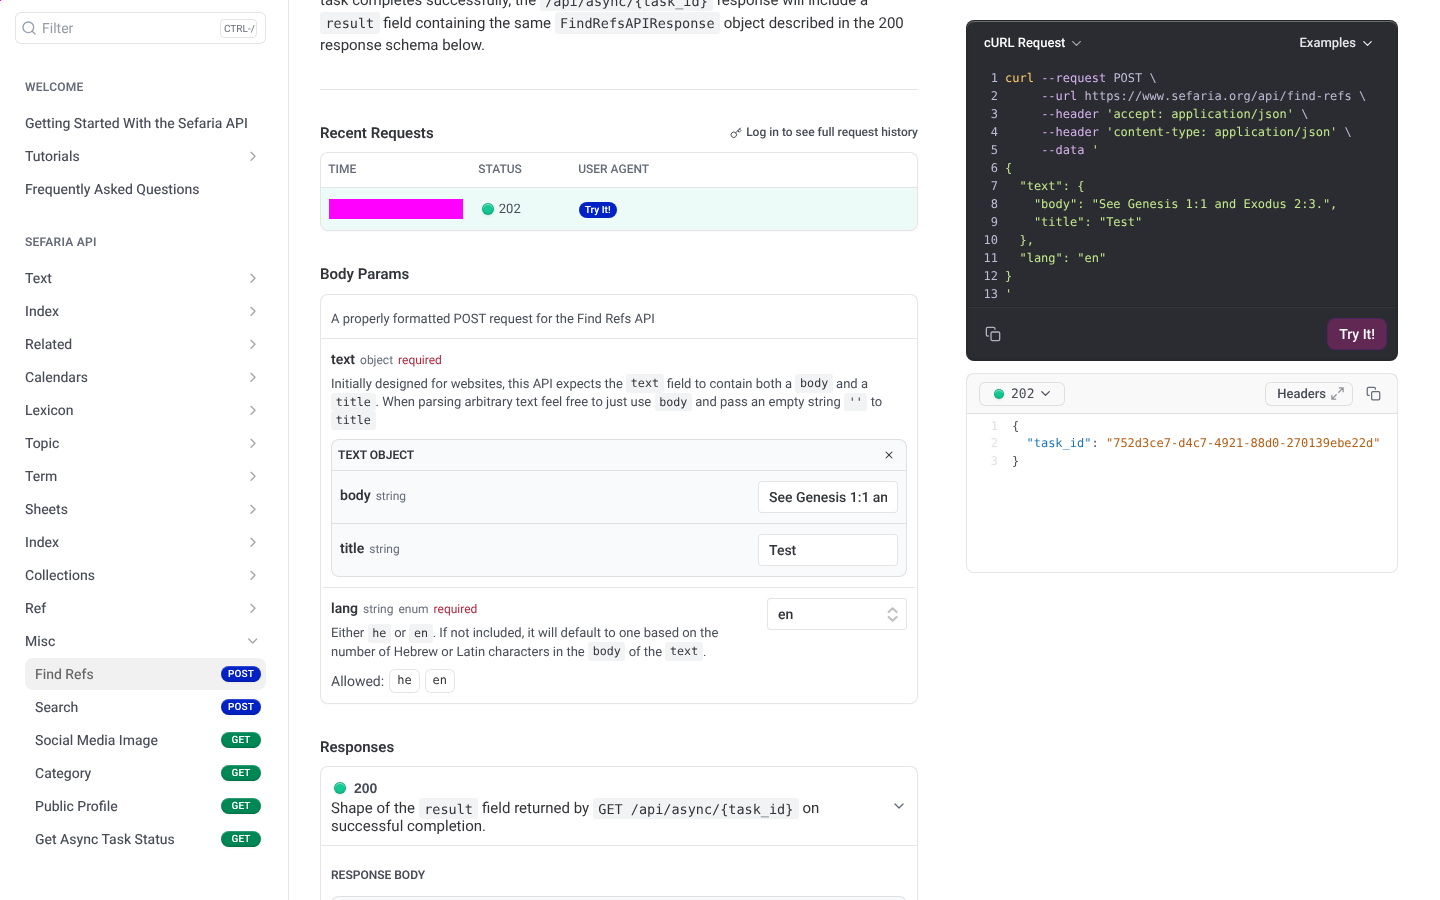 Filter
CTRL-/
WELCOME
Getting Started With the Sefaria API
Tutorials
Frequently Asked Questions
SEFARIA API
Text
Index
Related
Calendars
Lexicon
Topic
Term
Sheets
Index
Collections
Ref
Misc
Find Refs POST
Search POST
Social Media Image GET
Category GET
Public Profile GET
Get Async Task Status GET
task completes successfully, the /api/async/{task_id} response will include a
result field containing the same FindRefsAPIResponse object described in the 200
response schema below.
Recent Requests
Log in to see full request history
TIME STATUS USER AGENT
202 Try It!
Body Params
A properly formatted POST request for the Find Refs API
text object required
Initially designed for websites, this API expects the text field to contain both a body and a
title . When parsing arbitrary text feel free to just use body and pass an empty string '' to
title
TEXT OBJECT
body string See Genesis 1:1 an
title string Test
lang string enum required en
Either he or en . If not included, it will default to one based on the
number of Hebrew or Latin characters in the body of the text .
Allowed: he en
Responses
200
Shape of the result field returned by GET /api/async/{task_id} on
successful completion.
RESPONSE BODY
cURL Request Examples
1 curl --request POST \
2 --url https://www.sefaria.org/api/find-refs \
3 --header 'accept: application/json' \
4 --header 'content-type: application/json' \
5 --data '
6 {
7 "text": {
8 "body": "See Genesis 1:1 and Exodus 2:3.",
9 "title": "Test"
10 },
11 "lang": "en"
12 }
13 '
Try It!
202 Headers
1 {
2 "task_id": "752d3ce7-d4c7-4921-88d0-270139ebe22d"
3 }